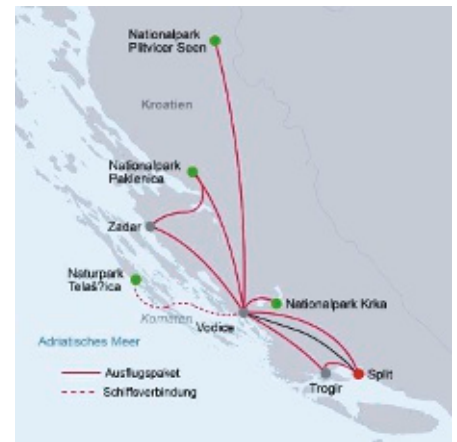 Nationalpark
Plitvicer Seen
Kroatien
Nationalpark
Paklenica
Zadar
Naturpark
Telaš?ica
Nationalpark Krka
Kornaten
Vodice
Adriatisches Meer
Ausflugspaket
Split
Schiffsverbindung
Trogir